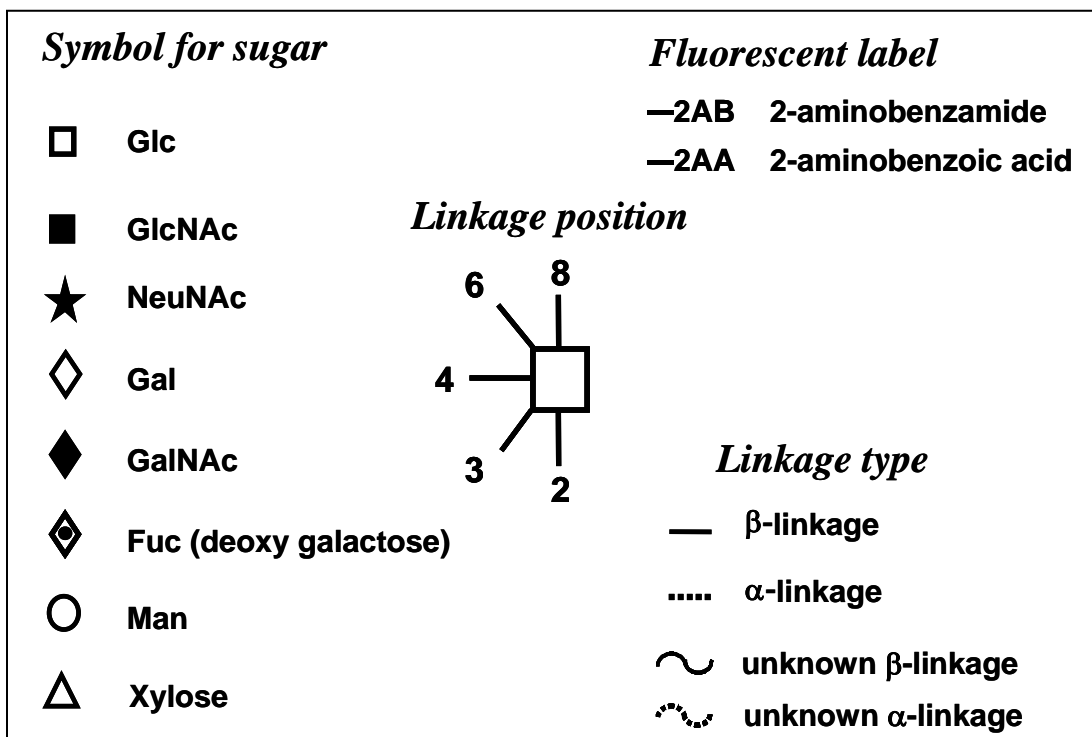 Symbol for sugar
Glc
GlcNAc
NeuNAc
Gal
GalNAc
Fuc (deoxy galactose)
Man
Xylose
Fluorescent label
—2AB 2-aminobenzamide
—2AA 2-aminobenzoic acid
Linkage position
6 8
4
3 2
Linkage type
β-linkage
α-linkage
unknown β-linkage
unknown α-linkage